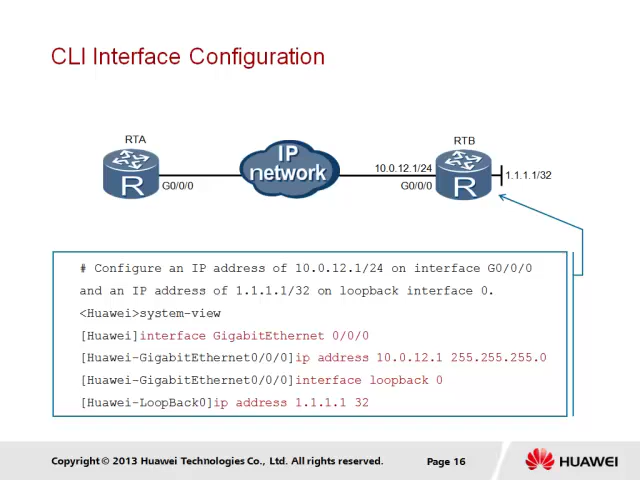 CLI Interface Configuration
RTA
IP
network
RTB
10.0.12.1/24
1.1.1.1/32
G0/0/0
G0/0/0
R
R
# Configure an IP address of 10.0.12.1/24 on interface G0/0/0
and an IP address of 1.1.1.1/32 on loopback interface 0.
<Huawei>system-view
[Huawei]interface GigabitEthernet 0/0/0
[Huawei-GigabitEthernet0/0/0]ip address 10.0.12.1 255.255.255.0
[Huawei-GigabitEthernet0/0/0]interface loopback 0
[Huawei-LoopBack0]ip address 1.1.1.1 32
Copyright © 2013 Huawei Technologies Co., Ltd. All rights reserved.
Page 16
HUAWEI